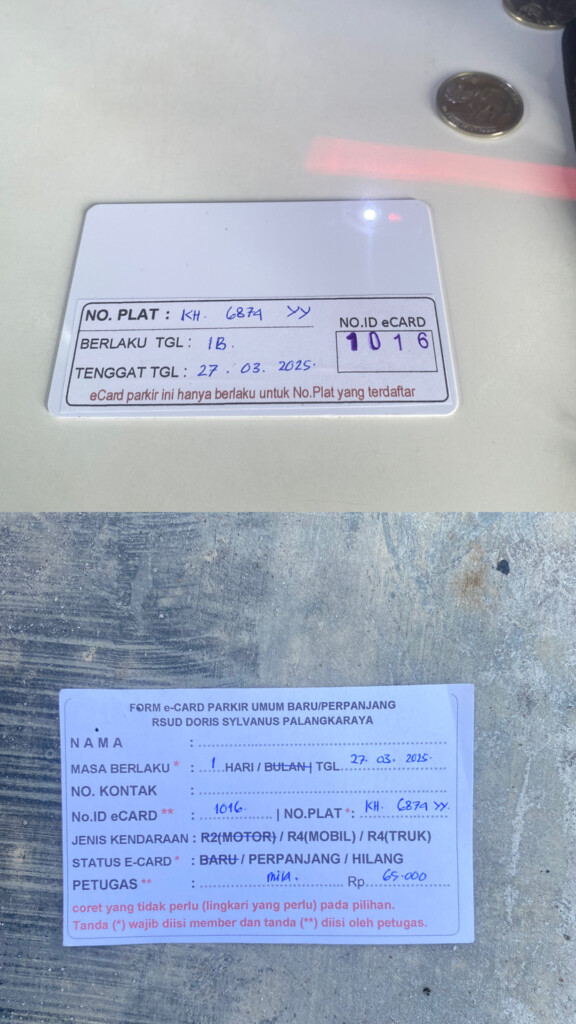 NO. PLAT : KH. 6874 YY
BERLAKU TGL : 1B.
TENGGAT TGL : 27 . 03. 2025.
NO.ID eCARD
1016
eCard parkir ini hanya berlaku untuk No.Plat yang terdaftar
FORM e-CARD PARKIR UMUM BARU/PERPANJANG
RSUD DORIS SYLVANUS PALANGKARAYA
NAMA :
MASA BERLAKU * : 1 HARI / BULAN | TGL. 27. 03. 2025.
NO. KONTAK :
No.ID eCARD ** : 1016. | NO.PLAT *: KH. 6874 YY.
JENIS KENDARAAN : R2(MOTOR) / R4(MOBIL) / R4(TRUK)
STATUS E-CARD * : BARU / PERPANJANG / HILANG
PETUGAS ** : Rp. 65.000
coret yang tidak perlu (lingkari yang perlu) pada pilihan.
Tanda (*) wajib diisi member dan tanda (**) diisi oleh petugas.